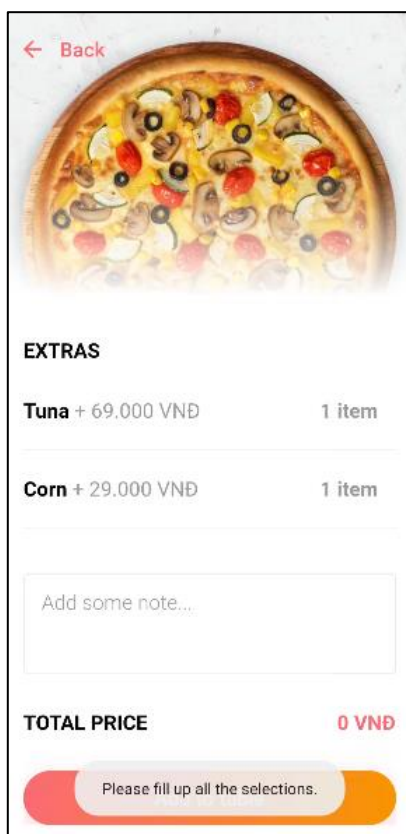 ← Back
EXTRAS
Tuna + 69.000 VNĐ 1 item
Corn + 29.000 VNĐ 1 item
Add some note...
TOTAL PRICE 0 VNĐ
Please fill up all the selections.